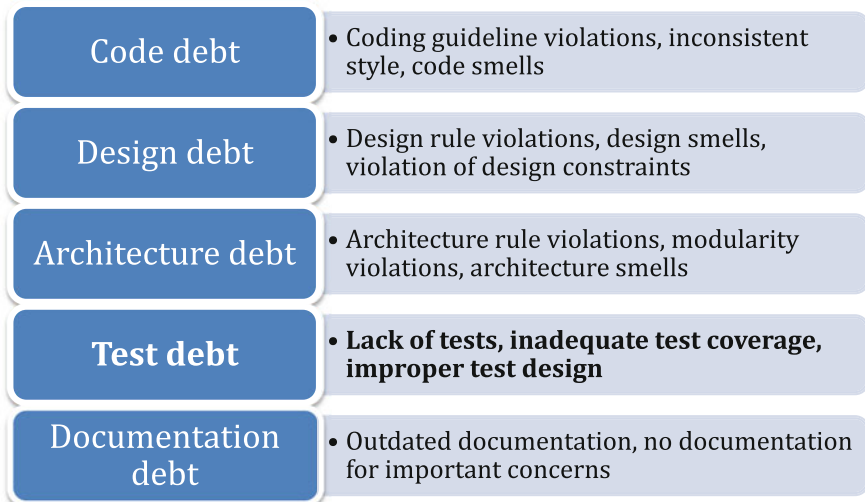 Code debt
• Coding guideline violations, inconsistent
style, code smells
Design debt
• Design rule violations, design smells,
violation of design constraints
Architecture debt
• Architecture rule violations, modularity
violations, architecture smells
Test debt
• Lack of tests, inadequate test coverage,
improper test design
Documentation
debt
• Outdated documentation, no documentation
for important concerns